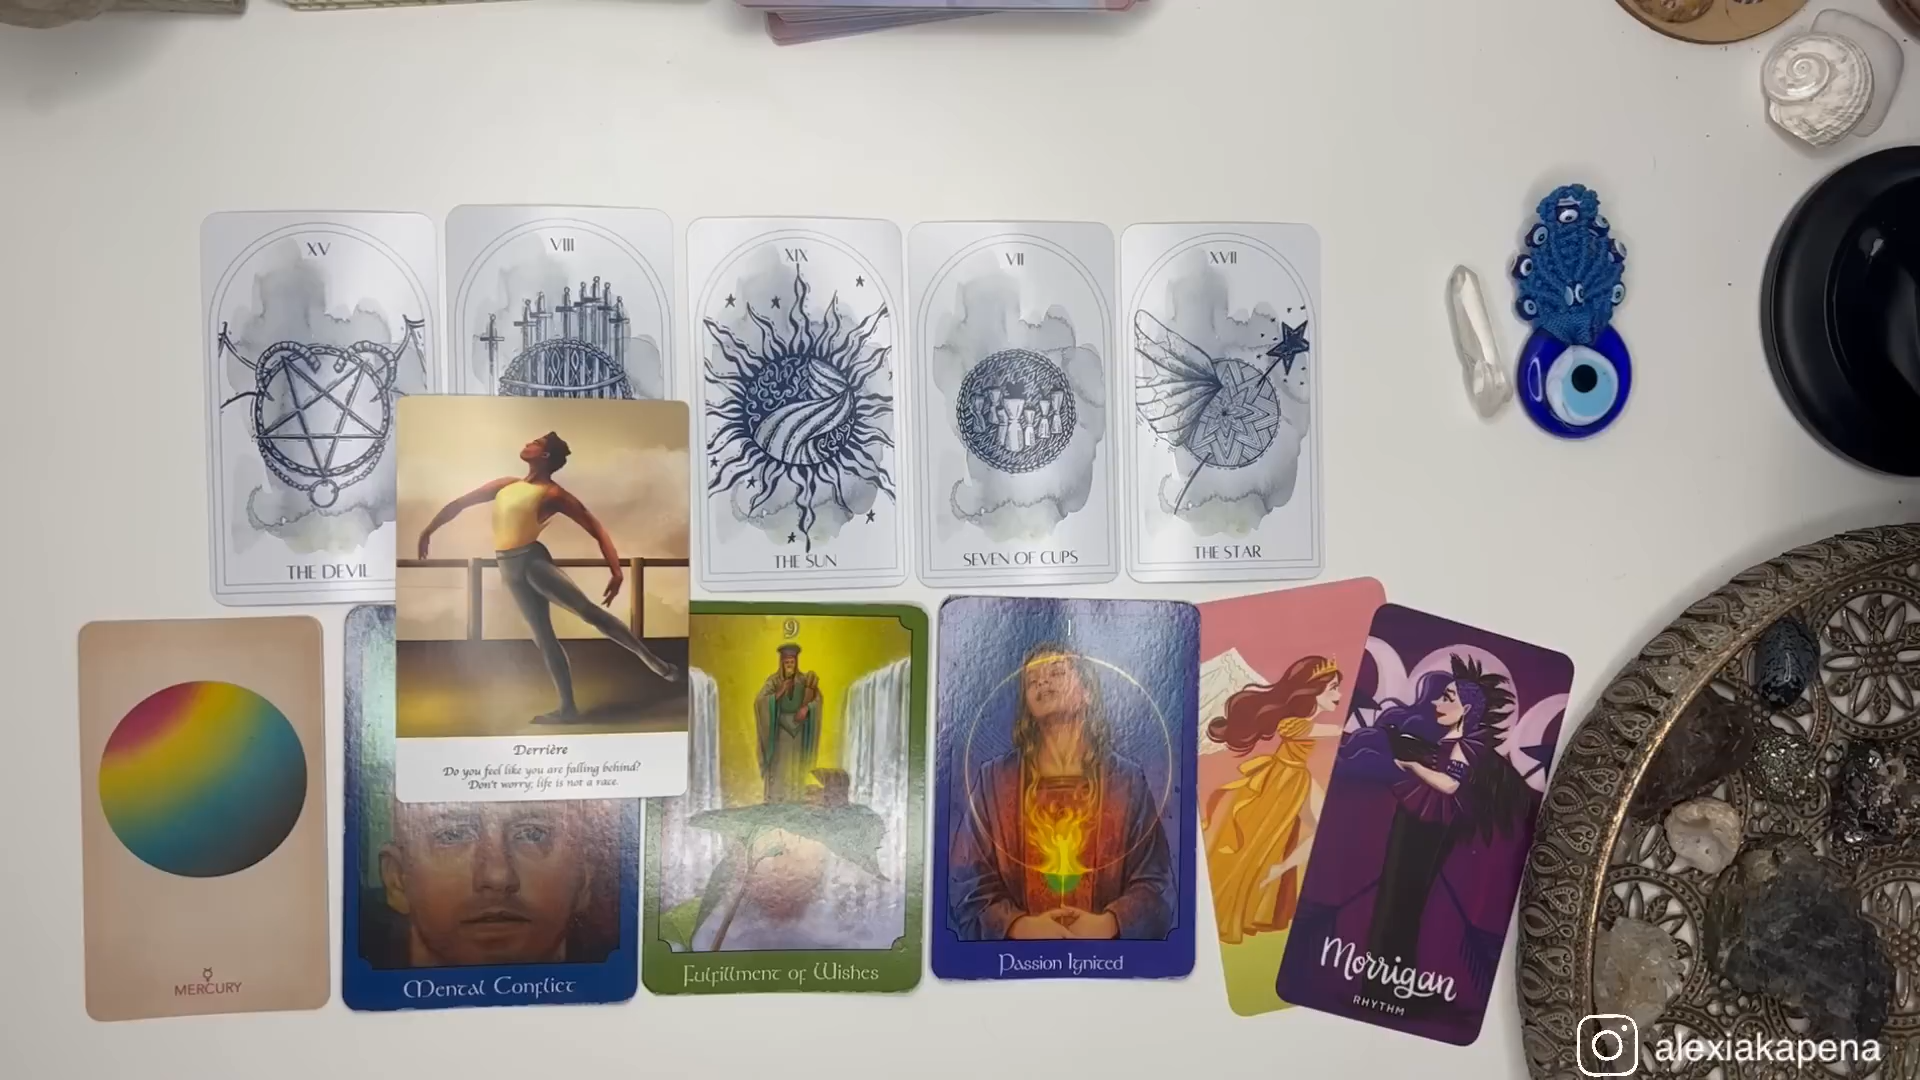 XV
VIII
XIX
VII
XVII
THE DEVIL
THE SUN
SEVEN OF CUPS
THE STAR
9
I
Derrière
Do you feel like you are falling behind?
Don't worry; life is not a race.
☿
MERCURY
Mental Conflict
Fulfillment of Wishes
Passion Ignited
Morrigan
RHYTHM
alexiakapena